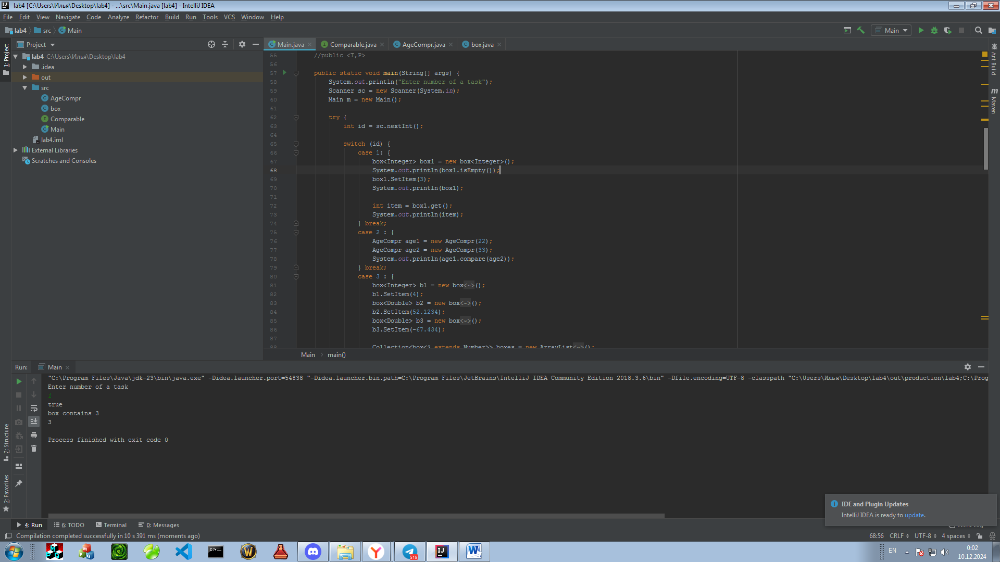 lab4 [C:\Users\Илья\Desktop\lab4] - ...\src\Main.java [lab4] - IntelliJ IDEA
File Edit View Navigate Code Analyze Refactor Build Run Tools VCS Window Help
lab4 src Main
Main
1: Project
Project
lab4 C:\Users\Илья\Desktop\lab4
.idea
out
src
AgeCompr
box
Comparable
Main
lab4.iml
External Libraries
Scratches and Consoles
Main.java Comparable.java AgeCompr.java box.java
55 //public <T,P>
56
57 public static void main(String[] args) {
58 System.out.println("Enter number of a task");
59 Scanner sc = new Scanner(System.in);
60 Main m = new Main();
61
62 try {
63 int id = sc.nextInt();
64
65 switch (id) {
66 case 1: {
67 box<Integer> box1 = new box<Integer>();
68 System.out.println(box1.isEmpty());
69 box1.SetItem(3);
70 System.out.println(box1);
71
72 int item = box1.get();
73 System.out.println(item);
74 } break;
75 case 2 : {
76 AgeCompr age1 = new AgeCompr(22);
77 AgeCompr age2 = new AgeCompr(33);
78 System.out.println(age1.compare(age2));
79 } break;
80 case 3 : {
81 box<Integer> b1 = new box<~>();
82 b1.SetItem(4);
83 box<Double> b2 = new box<~>();
84 b2.SetItem(52.1234);
85 box<Double> b3 = new box<~>();
86 b3.SetItem(-67.434);
87
88 Collection<box<? extends Number>> boxes = new ArrayList<~>();
Main main()
Ant Build
Maven
Run: Main
"C:\Program Files\Java\jdk-23\bin\java.exe" -Didea.launcher.port=54838 "-Didea.launcher.bin.path=C:\Program Files\JetBrains\IntelliJ IDEA Community Edition 2018.3.6\bin" -Dfile.encoding=UTF-8 -classpath "C:\Users\Илья\Desktop\lab4\out\production\lab4;C:\Prog
Enter number of a task
1
true
box contains 3
3
Process finished with exit code 0
7: Structure
2: Favorites
IDE and Plugin Updates
IntelliJ IDEA is ready to update.
4: Run 6: TODO Terminal 0: Messages Event Log
Compilation completed successfully in 10 s 391 ms (moments ago)
68:56 CRLF UTF-8 4 spaces
518
EN
0:02
10.12.2024